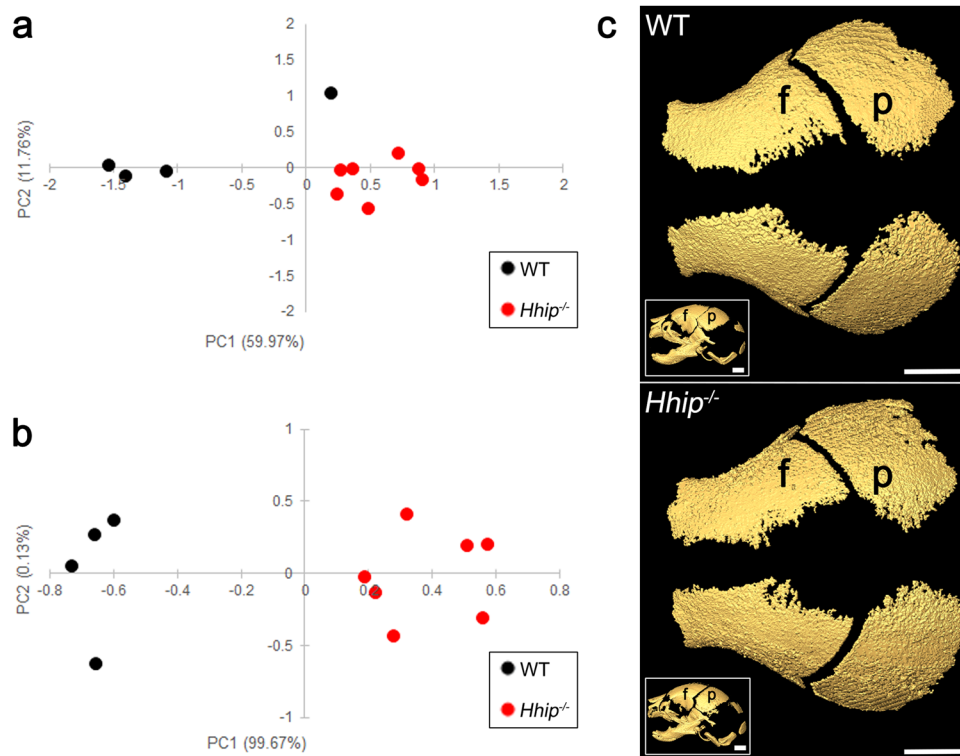 a
2
1.5
1
0.5
0
-0.5
-1
-1.5
-2
-2 -1.5 -1 -0.5 0 0.5 1 1.5 2
PC2 (11.76%)
PC1 (59.97%)
WT
Hhip-/-
b
1
0.5
0
-0.5
-1
-0.8 -0.6 -0.4 -0.2 0 0.2 0.4 0.6 0.8
PC2 (0.13%)
PC1 (99.67%)
WT
Hhip-/-
c
WT
f p
f p
Hhip-/-
f a p
f p